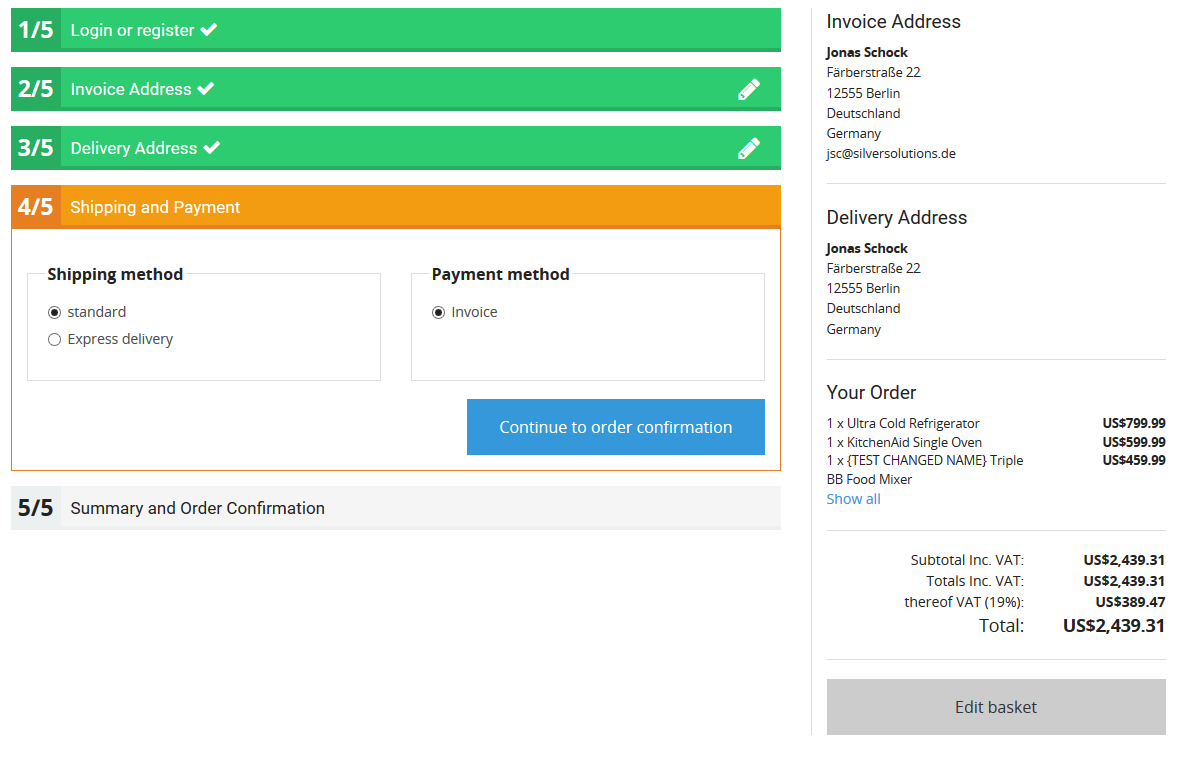 1/5 Login or register
2/5 Invoice Address
3/5 Delivery Address
4/5 Shipping and Payment
Shipping method
standard
Express delivery
Payment method
Invoice
Continue to order confirmation
5/5 Summary and Order Confirmation
Invoice Address
Jonas Schock
Färberstraße 22
12555 Berlin
Deutschland
Germany
jsc@silversolutions.de
Delivery Address
Jonas Schock
Färberstraße 22
12555 Berlin
Deutschland
Germany
Your Order
1 x Ultra Cold Refrigerator US$799.99
1 x KitchenAid Single Oven US$599.99
1 x {TEST CHANGED NAME} Triple US$459.99
BB Food Mixer
Show all
Subtotal Inc. VAT: US$2,439.31
Totals Inc. VAT: US$2,439.31
thereof VAT (19%): US$389.47
Total: US$2,439.31
Edit basket